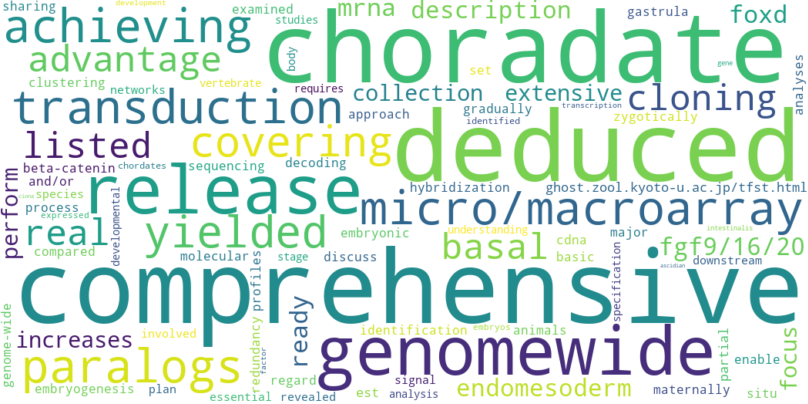 sharing development examined mrna description gastrula foxd
achieving studies body choradate gene
advantage set
clustering networks vertebrate requires collection extensive cloning analyses
transduction approach gradually transcription zygotically
listed covering identified deduced
beta-catenin chordates sequencing decoding
and/or release hybridization ghost.zool.kyoto-u.ac.jp/tfst.html
perform species process expressed ciona developmental micro/macroarray
real yielded embryonic understanding basal cdna major fgf9/16/20
compared molecular stage discuss basic intestinalis downstream
comprehensive profiles specification ascidian
genome-wide increases involved redundancy factor ready identification embryos animals genomewide partial focus
paralogs regard est signal endomesoderm enable
embryogenesis plan essential revealed analysis maternally situ